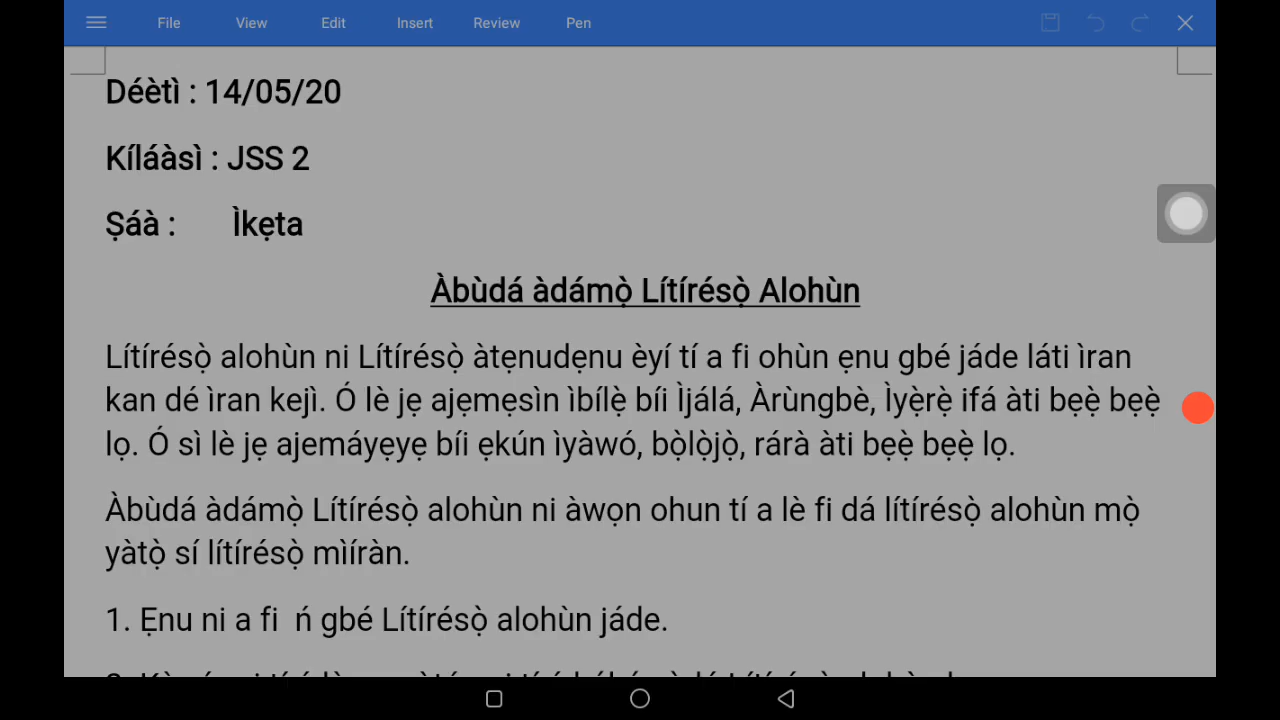 File View Edit Insert Review Pen
Déètì : 14/05/20
Kíláàsì : JSS 2
Ṣáà : Ìkẹta
Àbùdá àdámọ̀ Lítírésọ̀ Alohùn
Lítírésọ̀ alohùn ni Lítírésọ̀ àtẹnudẹnu èyí tí a fi ohùn ẹnu gbé jáde láti ìran
kan dé ìran kejì. Ó lè jẹ ajẹmẹsìn ìbílẹ̀ bíi Ìjálá, Àrùngbè, Ìyẹ̀rẹ̀ ifá àti bẹẹ̀ bẹẹ̀
lọ. Ó sì lè jẹ ajemáyẹyẹ bíi ẹkún ìyàwó, bọ̀lọ̀jọ̀, rárà àti bẹẹ̀ bẹẹ̀ lọ.
Àbùdá àdámọ̀ Lítírésọ̀ alohùn ni àwọn ohun tí a lè fi dá lítírésọ̀ alohùn mọ̀
yàtọ̀ sí lítírésọ̀ mìíràn.
1. Ẹnu ni a fi ń gbé Lítírésọ̀ alohùn jáde.